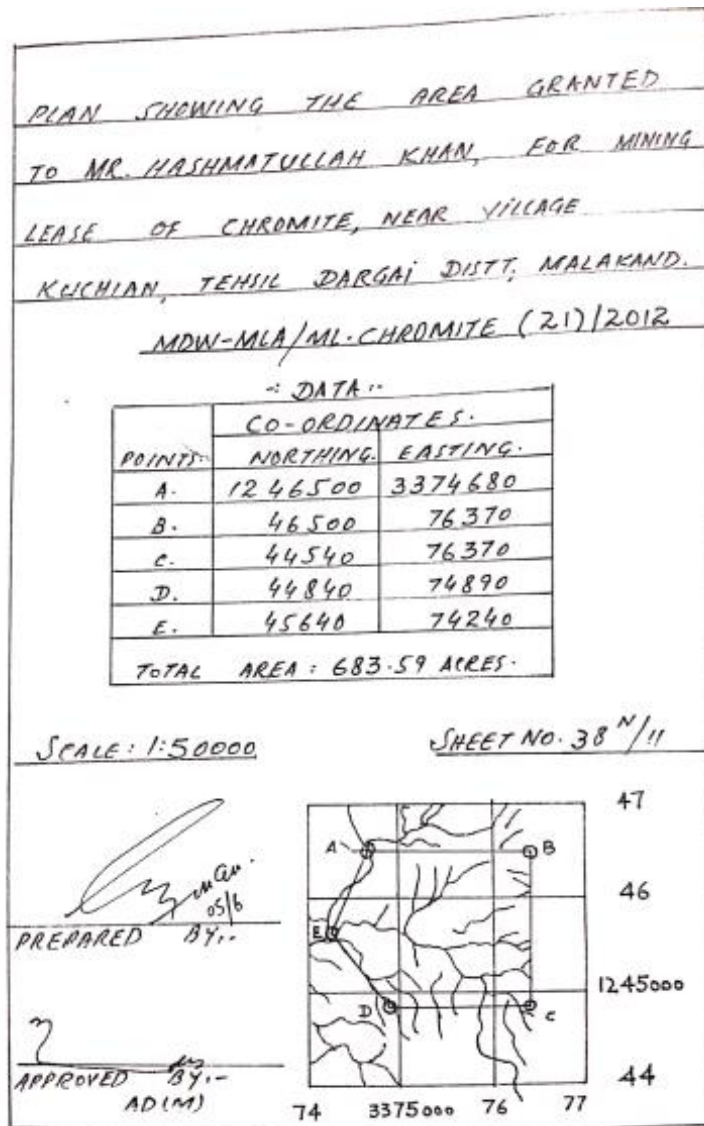 PLAN SHOWING THE AREA GRANTED
TO MR. HASHMATULLAH KHAN, FOR MINING
LEASE OF CHROMITE, NEAR VILLAGE
KUCHIAN, TEHSIL DARGAI DISTT, MALAKAND.
MDW-MLA/ML.CHROMITE (21)/2012
-: DATA :-
CO-ORDINATES.
POINTS. NORTHING. EASTING.
A. 1246500 3374680
B. 46500 76370
C. 44540 76370
D. 44840 74890
E. 45640 74240
TOTAL AREA : 683.59 ACRES.
SCALE: 1:50000 SHEET NO. 38 N/11
47
A B
46
05/6
PREPARED BY:-
E
1245000
D C
APPROVED BY:-
AD(M)
44
74 3375000 76 77